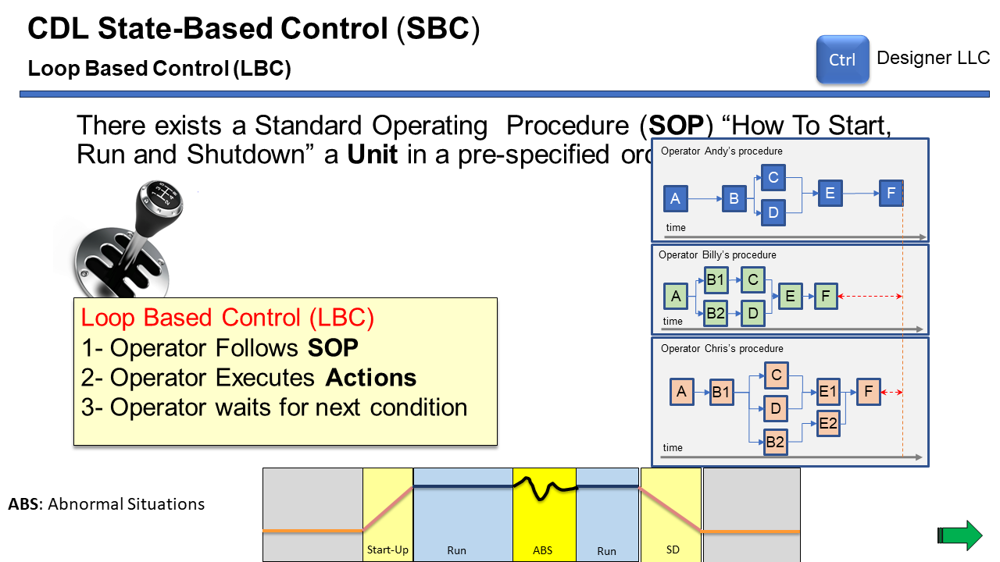 CDL State-Based Control (SBC)
Loop Based Control (LBC)
Ctrl
Designer LLC
There exists a Standard Operating  Procedure (SOP) “How To Start,
Run and Shutdown” a Unit in a pre-specified
Operator Andy’s procedure
A
B
C
D
E
F
time
Operator Billy’s procedure
A
B1
C
B2
D
E
F
time
Operator Chris’s procedure
A
B1
C
D
B2
E1
E2
F
time
Loop Based Control (LBC)
1- Operator Follows SOP
2- Operator Executes Actions
3- Operator waits for next condition
ABS: Abnormal Situations
Start-Up
Run
ABS
Run
SD